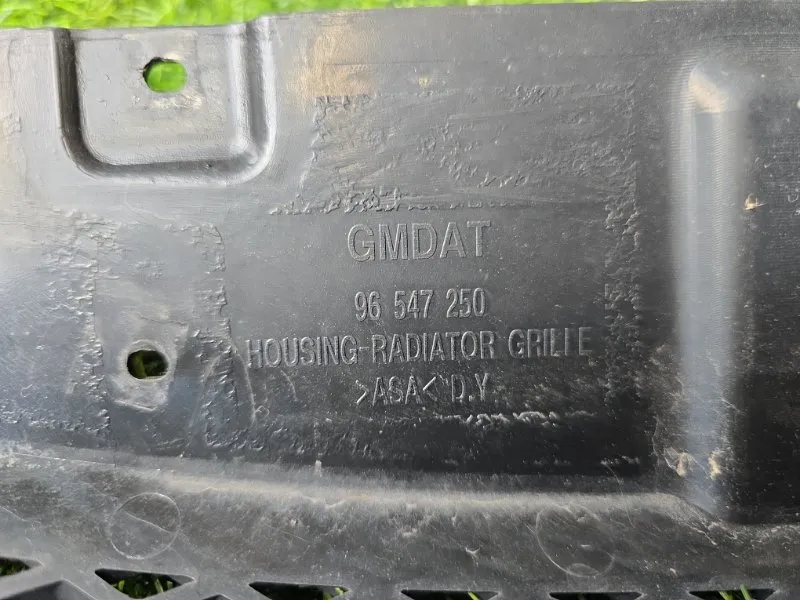 GMDAT
96 547 250
HOUSING-RADIATOR GRILLE
>ASA< D.Y